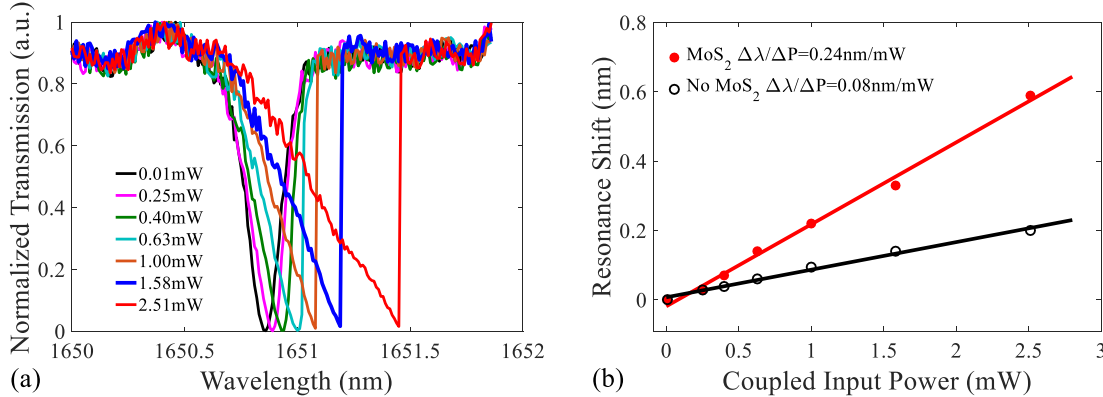 Normalized Transmission (a.u.)
1
0.8
0.6
0.4
0.2
0
0.01mW
0.25mW
0.40mW
0.63mW
1.00mW
1.58mW
2.51mW
1650 1650.5 1651 1651.5 1652
(a) Wavelength (nm)
Resonance Shift (nm)
0.8
0.6
0.4
0.2
0
MoS₂ Δλ/ΔP=0.24nm/mW
No MoS₂ Δλ/ΔP=0.08nm/mW
0 0.5 1 1.5 2 2.5 3
(b) Coupled Input Power (mW)